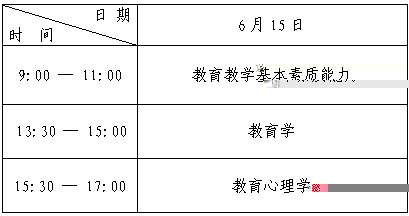 日 期
时 间
6月15日
9:00 — 11:00
教育教学基本素质能力。
13:30 — 15:00
教育学
15:30 — 17:00
教育心理学